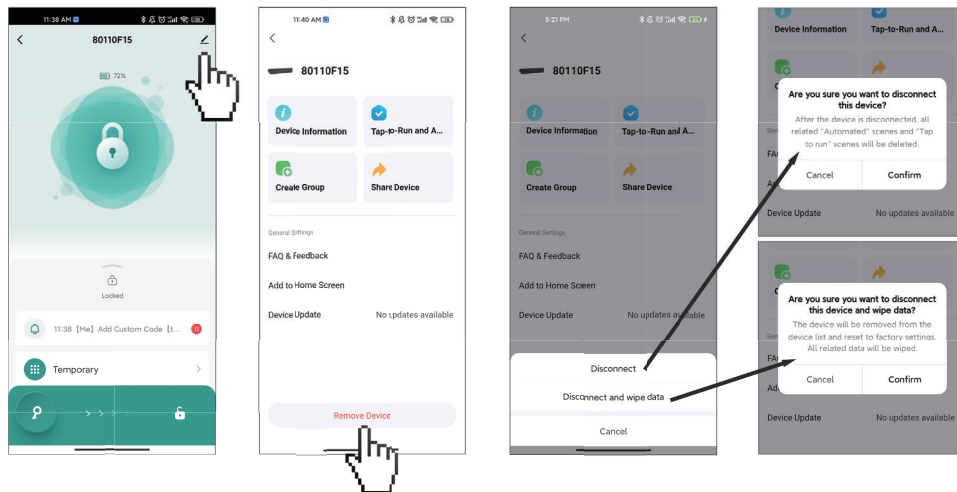 11:38 AM
80110F15
72%
Locked
11:38 【Me】 Add Custom Code 【t... 11
Temporary
11:40 AM
80110F15
Device Information
Tap-to-Run and A...
Create Group
Share Device
General Settings
FAQ & Feedback
Add to Home Screen
Device Update
No updates available
Remove Device
5:21 PM
80110F15
Device Information
Tap-to-Run and A...
Create Group
Share Device
General Settings
FAQ & Feedback
Add to Home Screen
Device Update
No updates available
Disconnect
Disconnect and wipe data
Cancel
Device Information
Tap-to-Run and A...
Are you sure you want to disconnect
this device?
After the device is disconnected, all
related "Automated" scenes and "Tap
to run" scenes will be deleted.
Cancel
Confirm
Gen
FA
Device Update
No updates available
Are you sure you want to disconnect
this device and wipe data?
The device will be removed from the
device list and reset to factory settings.
All related data will be wiped.
Cancel
Confirm
Gen
FA
Ad
Device Update
No updates available